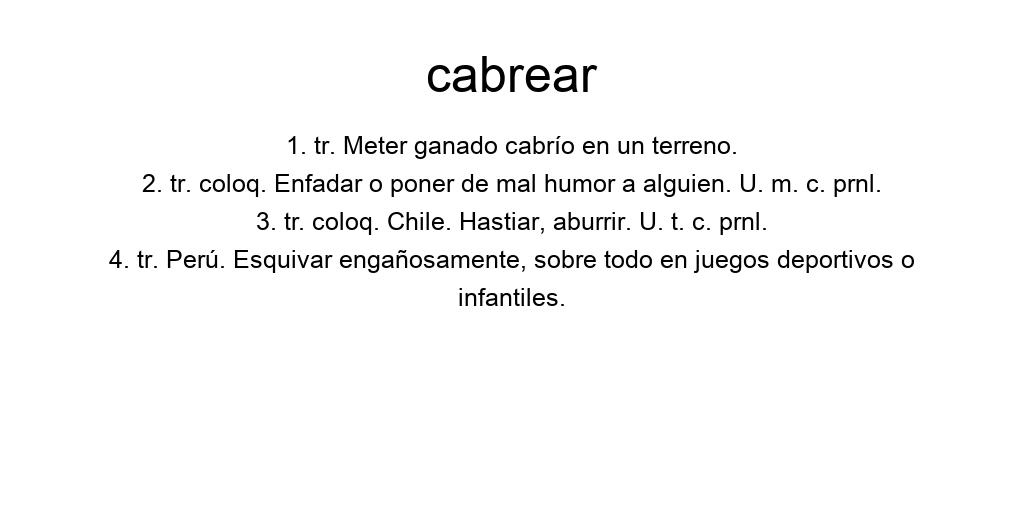 cabrear
1. tr. Meter ganado cabrío en un terreno.
2. tr. coloq. Enfadar o poner de mal humor a alguien. U. m. c. prnl.
3. tr. coloq. Chile. Hastiar, aburrir. U. t. c. prnl.
4. tr. Perú. Esquivar engañosamente, sobre todo en juegos deportivos o
infantiles.